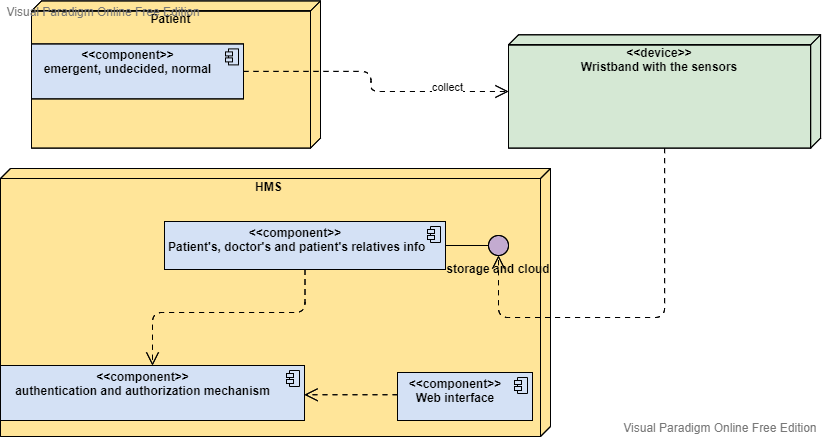 Visual Paradigm Online Free Edition
Patient
<<component>>
emergent, undecided, normal
collect
<<device>>
Wristband with the sensors
HMS
<<component>>
Patient's, doctor's and patient's relatives info
storage and cloud
<<component>>
authentication and authorization mechanism
<<component>>
Web interface
Visual Paradigm Online Free Edition